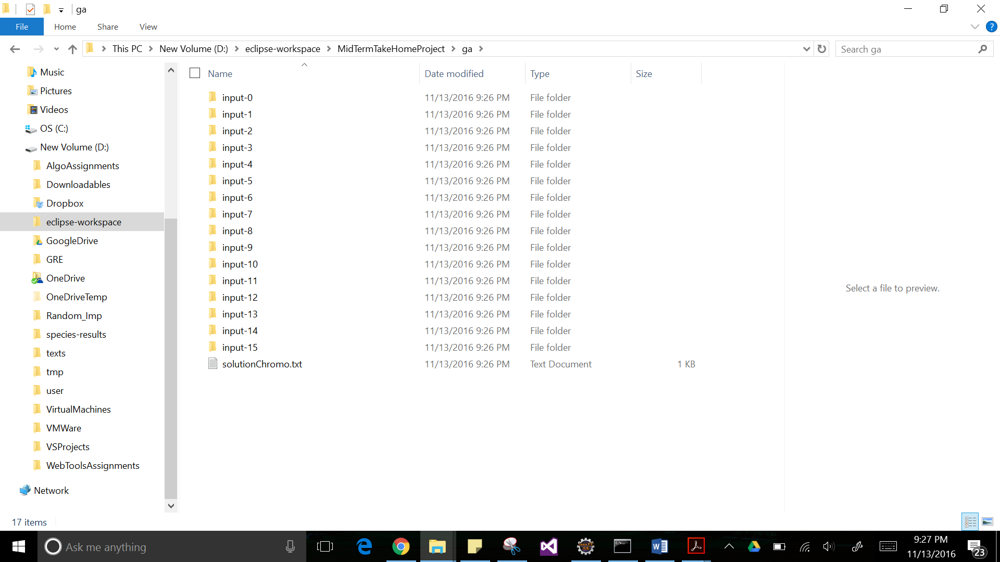 ga
File Home Share View
?
This PC New Volume (D:) eclipse-workspace MidTermTakeHomeProject ga
Search ga
Music
Pictures
Videos
OS (C:)
New Volume (D:)
AlgoAssignments
Downloadables
Dropbox
eclipse-workspace
GoogleDrive
GRE
OneDrive
OneDriveTemp
Random_Imp
species-results
texts
tmp
user
VirtualMachines
VMWare
VSProjects
WebToolsAssignments
Network
Name Date modified Type Size
input-0 11/13/2016 9:26 PM File folder
input-1 11/13/2016 9:26 PM File folder
input-2 11/13/2016 9:26 PM File folder
input-3 11/13/2016 9:26 PM File folder
input-4 11/13/2016 9:26 PM File folder
input-5 11/13/2016 9:26 PM File folder
input-6 11/13/2016 9:26 PM File folder
input-7 11/13/2016 9:26 PM File folder
input-8 11/13/2016 9:26 PM File folder
input-9 11/13/2016 9:26 PM File folder
input-10 11/13/2016 9:26 PM File folder
input-11 11/13/2016 9:26 PM File folder
input-12 11/13/2016 9:26 PM File folder
input-13 11/13/2016 9:26 PM File folder
input-14 11/13/2016 9:26 PM File folder
input-15 11/13/2016 9:26 PM File folder
solutionChromo.txt 11/13/2016 9:26 PM Text Document 1 KB
Select a file to preview.
17 items
Ask me anything
Java EE
IDE
9:27 PM
11/13/2016
23